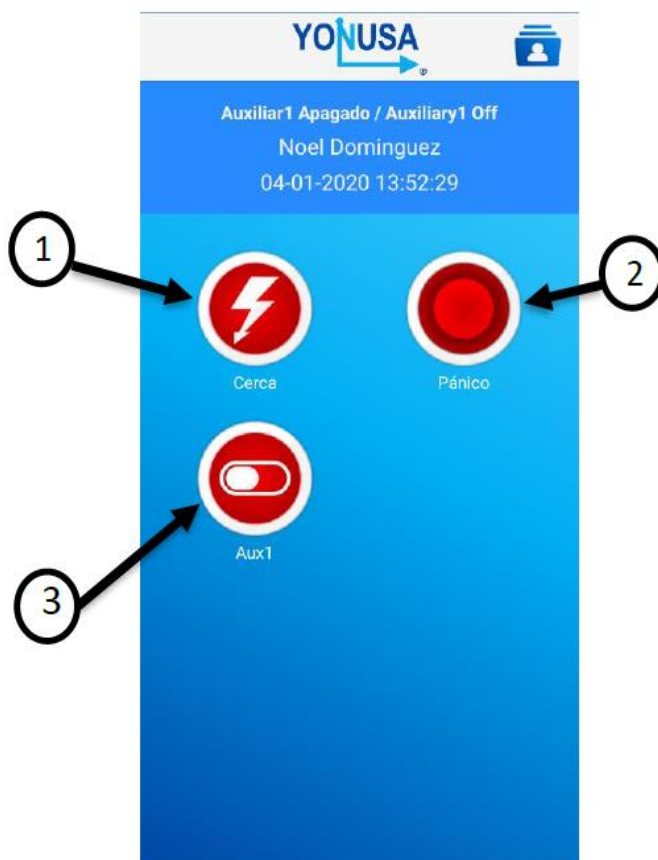 YONUSA
Auxiliar1 Apagado / Auxiliary1 Off
Noel Dominguez
04-01-2020 13:52:29
1
2
Cerca
Pánico
3
Aux1